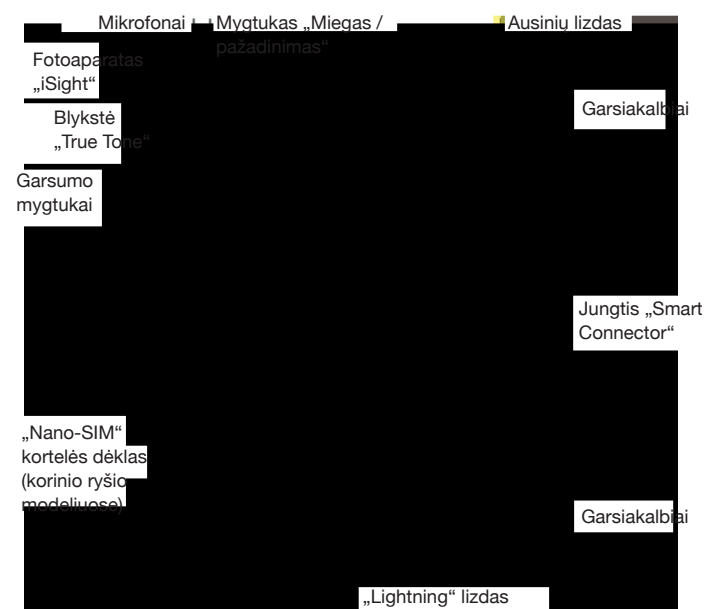 Mikrofonai
Mygtukas „Miegas /
pažadinimas“
Ausinių lizdas
Fotoaparatas
„iSight“
Garsiakalbiai
Blykstė
„True Tone“
Garsumo
mygtukai
Jungtis „Smart
Connector“
„Nano-SIM“
kortelės dėklas
(korinio ryšio
modeliuose)
Garsiakalbiai
„Lightning“ lizdas